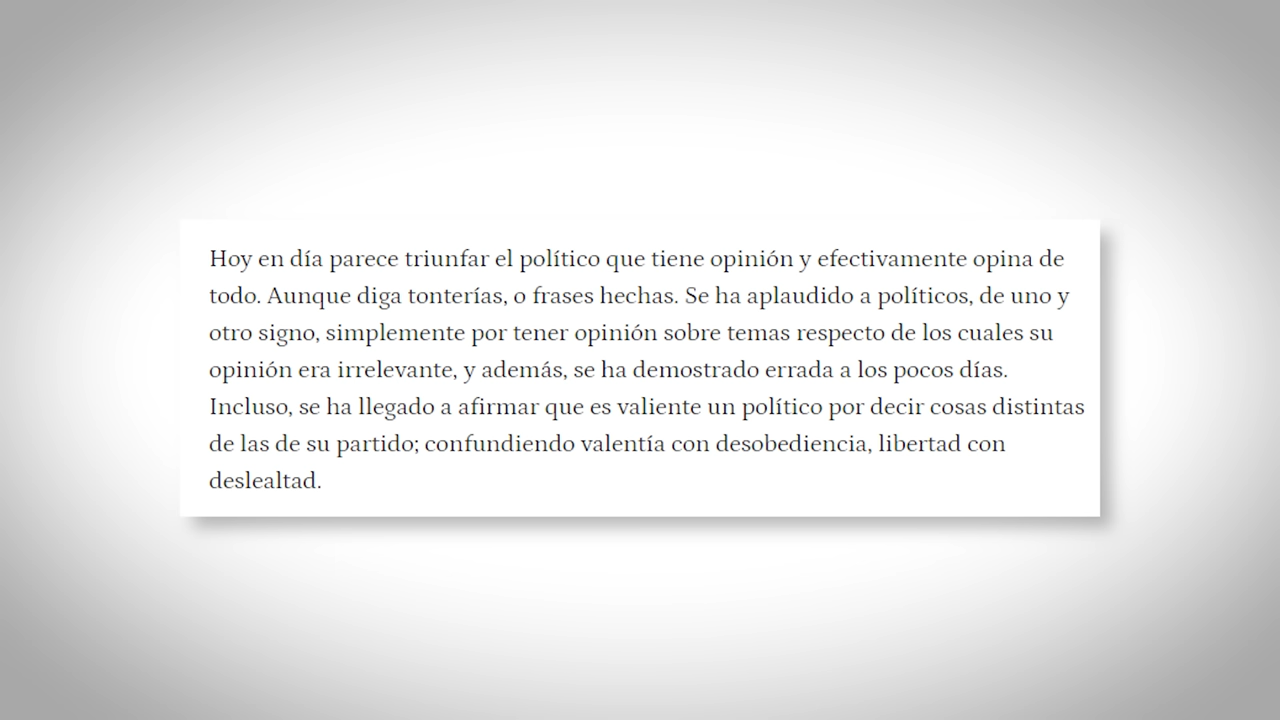 Hoy en día parece triunfar el político que tiene opinión y efectivamente opina de
todo. Aunque diga tonterías, o frases hechas. Se ha aplaudido a políticos, de uno y
otro signo, simplemente por tener opinión sobre temas respecto de los cuales su
opinión era irrelevante, y además, se ha demostrado errada a los pocos días.
Incluso, se ha llegado a afirmar que es valiente un político por decir cosas distintas
de las de su partido; confundiendo valentía con desobediencia, libertad con
deslealtad.